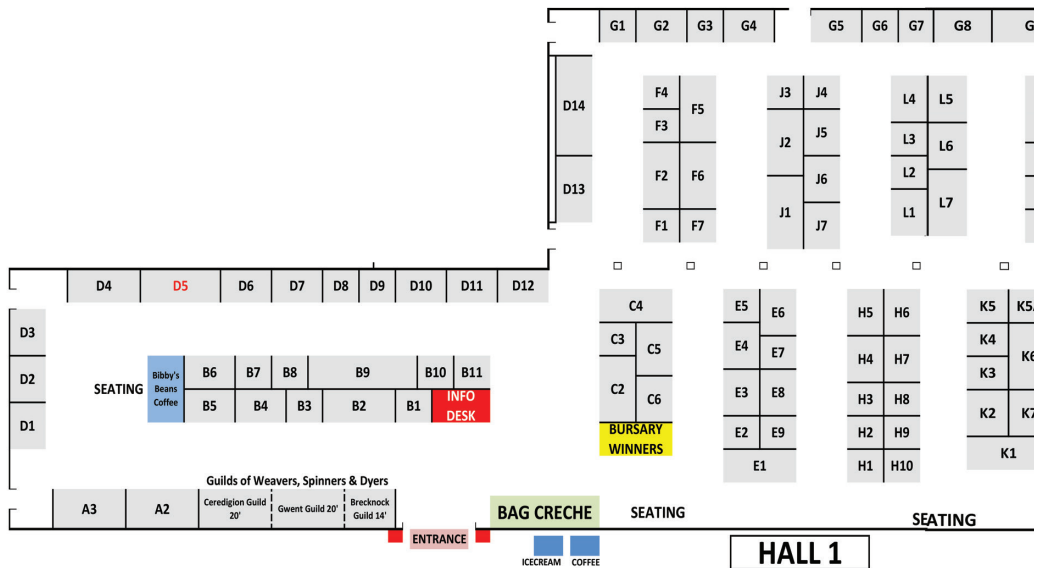 G1 G2 G3 G4 G5 G6 G7 G8 G
D14
D13
F4 F5
F3
F2 F6
F1 F7
J3 J4
J2 J5
J6
J1 J7
L4 L5
L3 L6
L2
L1 L7
D4 D5 D6 D7 D8 D9 D10 D11 D12
D3
D2
D1
SEATING
Bibby's
Beans
Coffee
B6 B7 B8 B9 B10 B11
B5 B4 B3 B2 B1
INFO
DESK
C4
C3 C5
C2 C6
BURSARY
WINNERS
E5 E6
E4 E7
E3 E8
E2 E9
E1
H5 H6
H4 H7
H3 H8
H2 H9
H1 H10
K5 K5
K4 K6
K3
K2 K7
K1
Guilds of Weavers, Spinners & Dyers
A3 A2
Ceredigion Guild
20'
Gwent Guild 20'
Brecknock
Guild 14'
ENTRANCE
BAG CRECHE
SEATING
SEATING
ICECREAM COFFEE
HALL 1